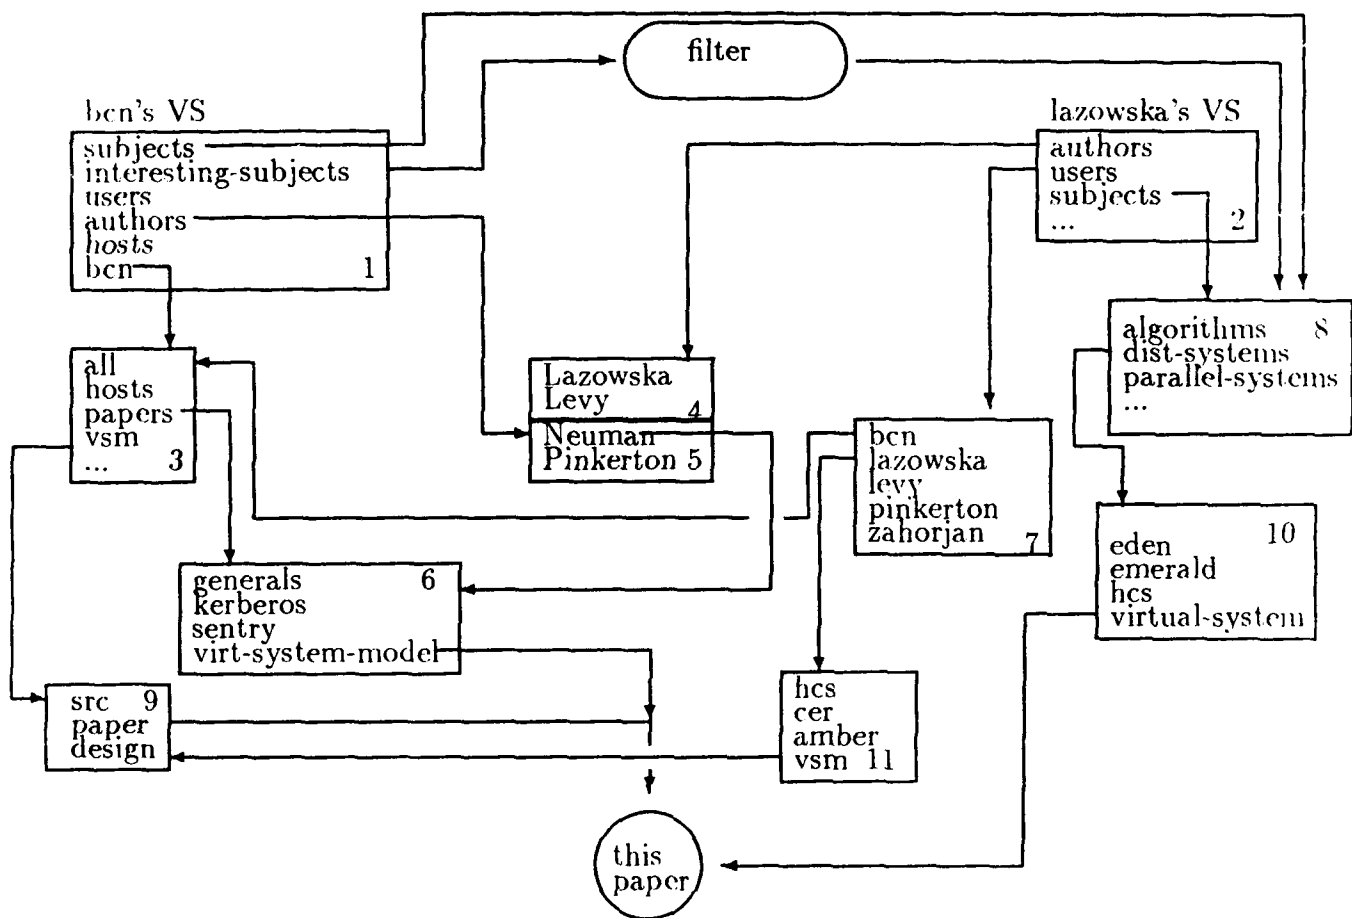 filter
bcn's VS
subjects
interesting-subjects
users
authors
hosts
bcn
1
lazowska's VS
authors
users
subjects
...
2
all
hosts
papers
vsm
... 3
Lazowska
Levy 4
Neuman
Pinkerton 5
bcn
lazowska
levy
pinkerton
zahorjan 7
algorithms 8
dist-systems
parallel-systems
...
generals 6
kerberos
sentry
virt-system-model
10
eden
emerald
hcs
virtual-system
src 9
paper
design
hcs
cer
amber
vsm 11
this
paper